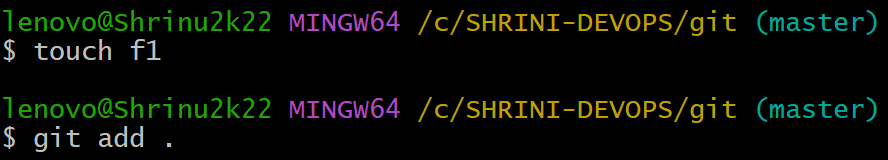 lenovo@Shrinu2k22 MINGW64 /c/SHRINI-DEVOPS/git (master)
$ touch f1
lenovo@Shrinu2k22 MINGW64 /c/SHRINI-DEVOPS/git (master)
$ git add .